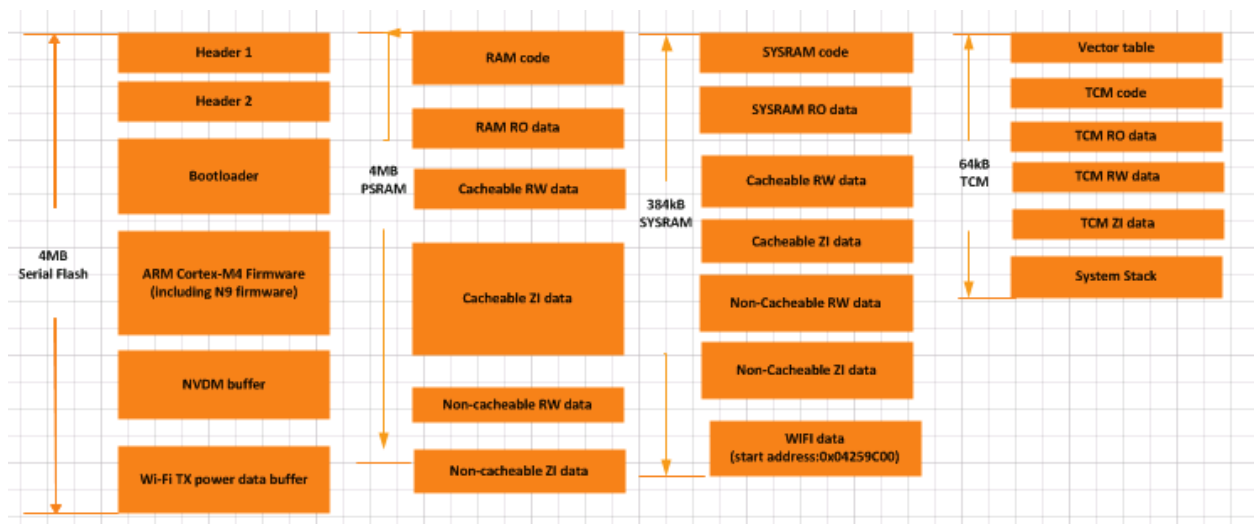 Header 1
Header 2
Bootloader
4MB
Serial Flash
ARM Cortex-M4 Firmware
(including N9 firmware)
NVDM buffer
Wi-Fi TX power data buffer
RAM code
RAM RO data
4MB
PSRAM
Cacheable RW data
Cacheable ZI data
Non-cacheable RW data
Non-cacheable ZI data
SYSRAM code
SYSRAM RO data
Cacheable RW data
384kB
SYSRAM
Cacheable ZI data
Non-Cacheable RW data
Non-Cacheable ZI data
WIFI data
(start address:0x04259C00)
Vector table
TCM code
TCM RO data
64kB
TCM
TCM RW data
TCM ZI data
System Stack